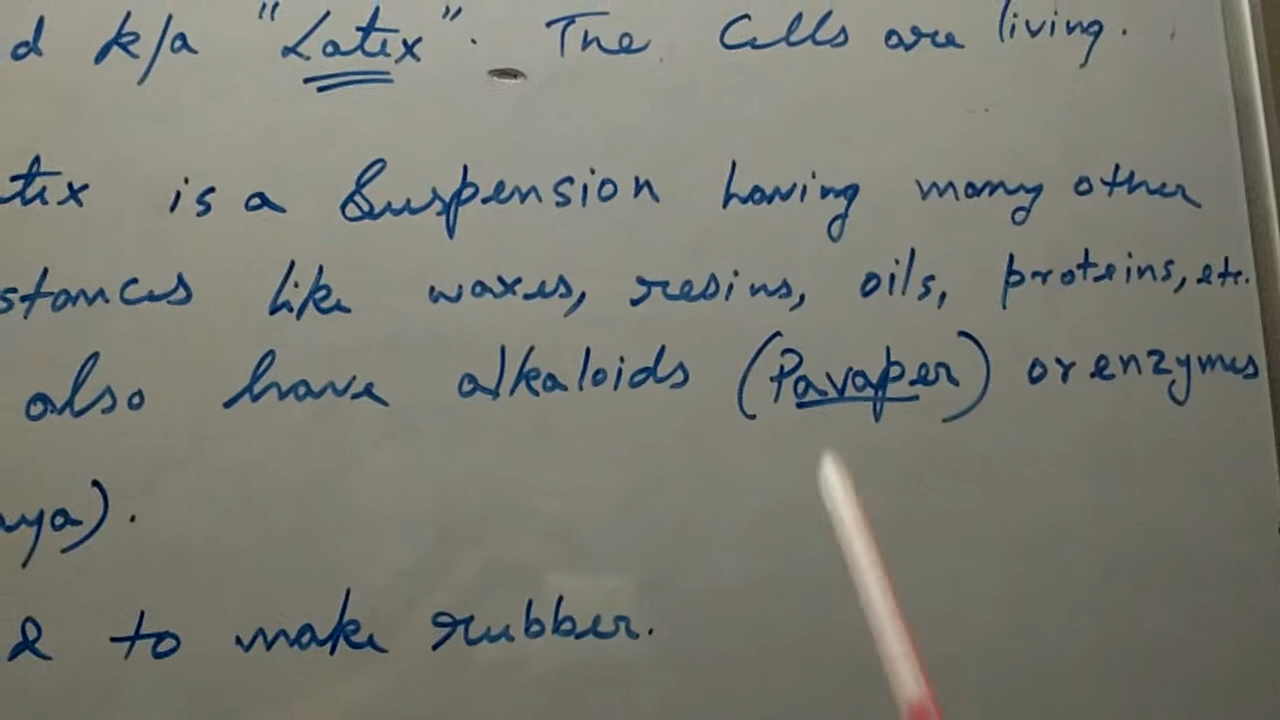 d k/a "Latex". The Cells are living.
tex is a Suspension having many other
stances like waxes, resins, oils, proteins, etc.
also have alkaloids (Pavaper) or enzymes
aya).
d to make rubber.